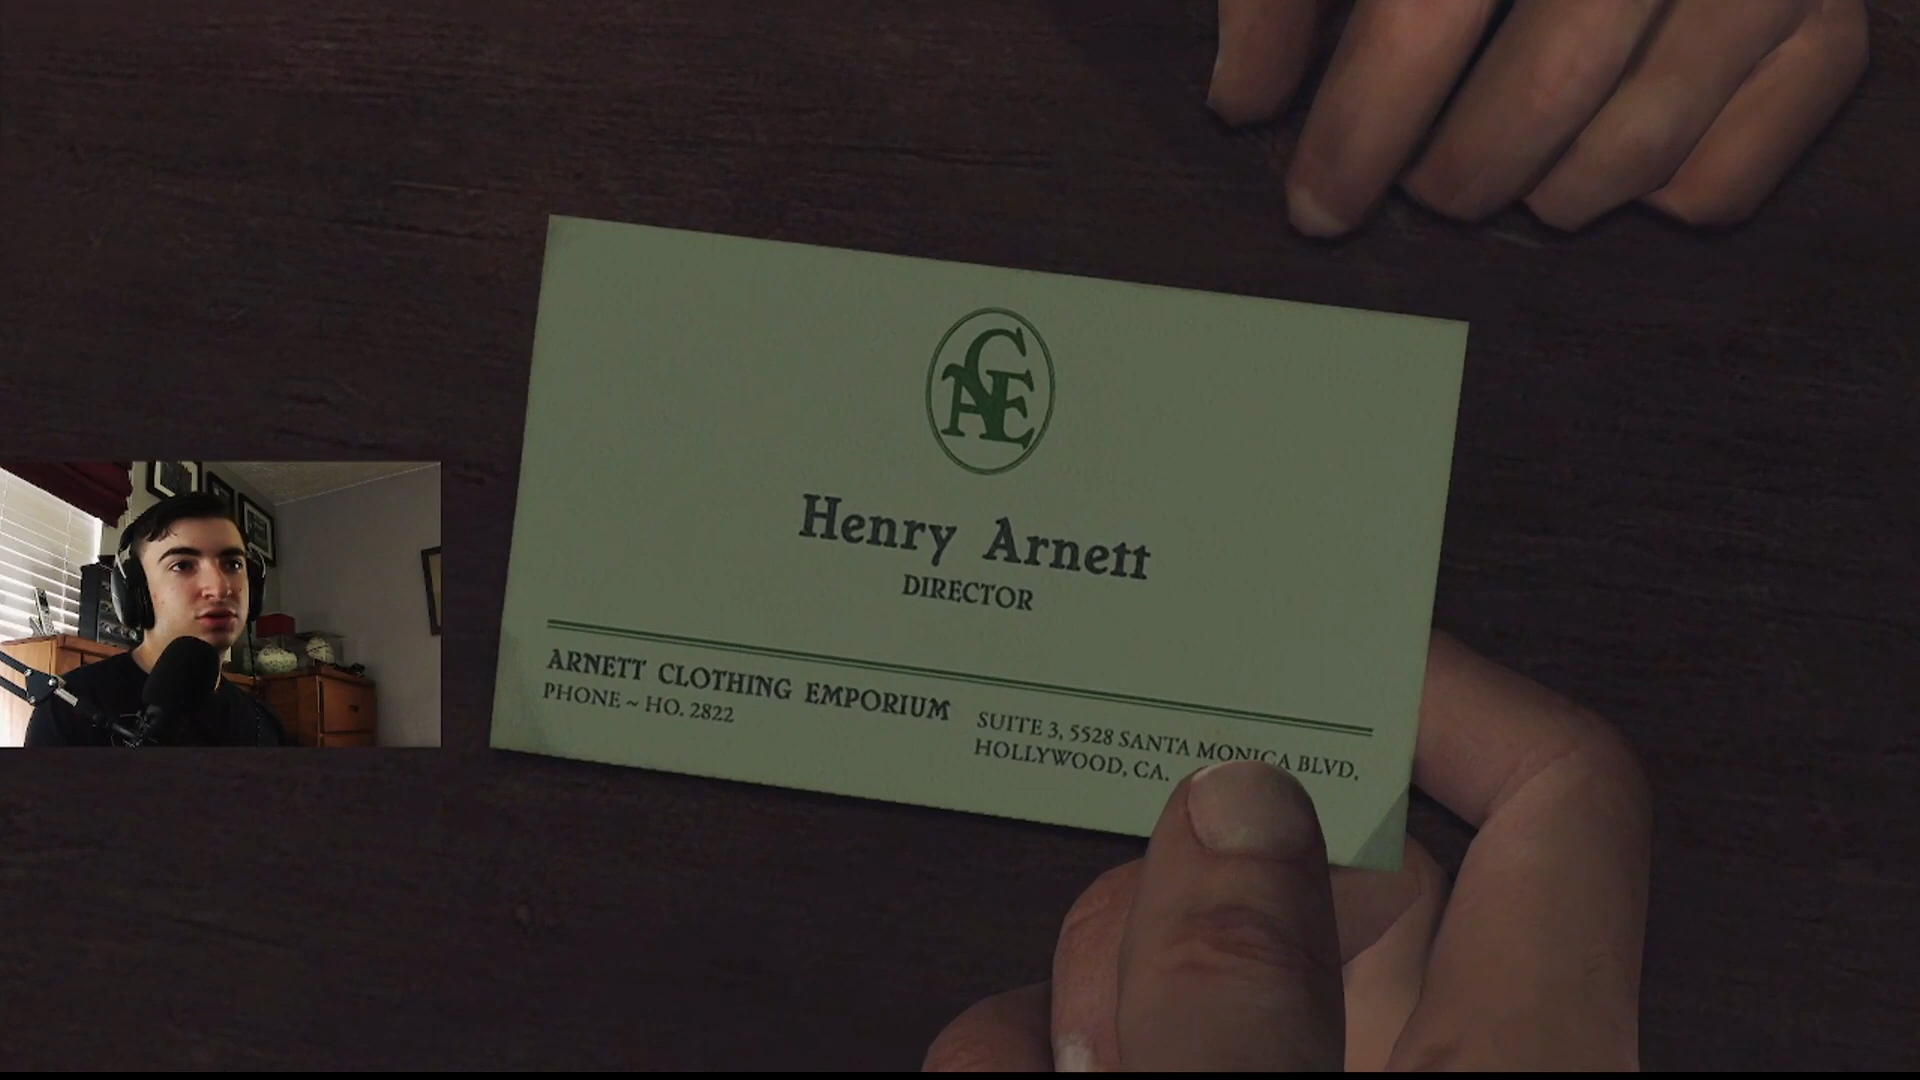 ACE
Henry Arnett
DIRECTOR
ARNETT CLOTHING EMPORIUM
PHONE ~ HO. 2822
SUITE 3, 5528 SANTA MONICA BLVD,
HOLLYWOOD, CA.